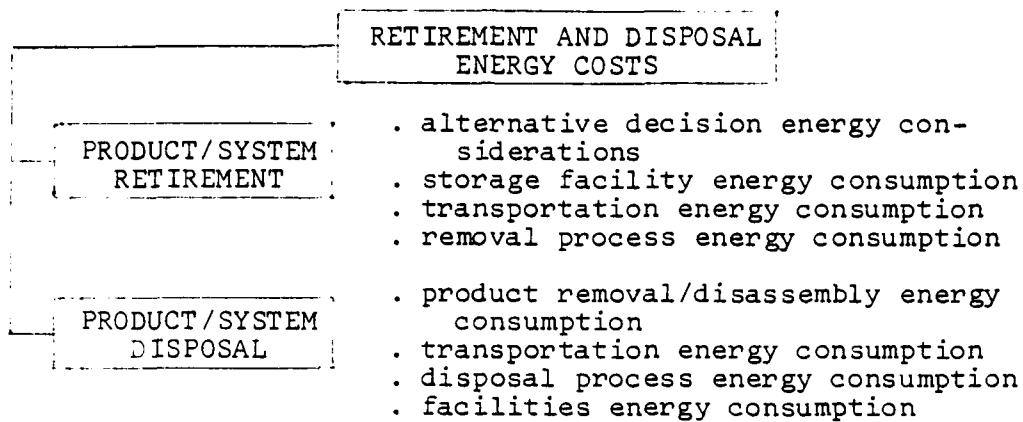 RETIREMENT AND DISPOSAL
ENERGY COSTS
PRODUCT/SYSTEM
RETIREMENT
. alternative decision energy con-
siderations
. storage facility energy consumption
. transportation energy consumption
. removal process energy consumption
PRODUCT/SYSTEM
DISPOSAL
. product removal/disassembly energy
consumption
. transportation energy consumption
. disposal process energy consumption
. facilities energy consumption